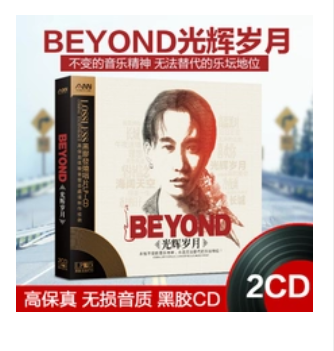 BEYOND光辉岁月
不变的音乐精神 无法替代的乐坛地位
LOSSLESS
BEYOND
光辉岁月
BEYOND
《光辉岁月》
高保真 无损音质 黑胶CD
2CD